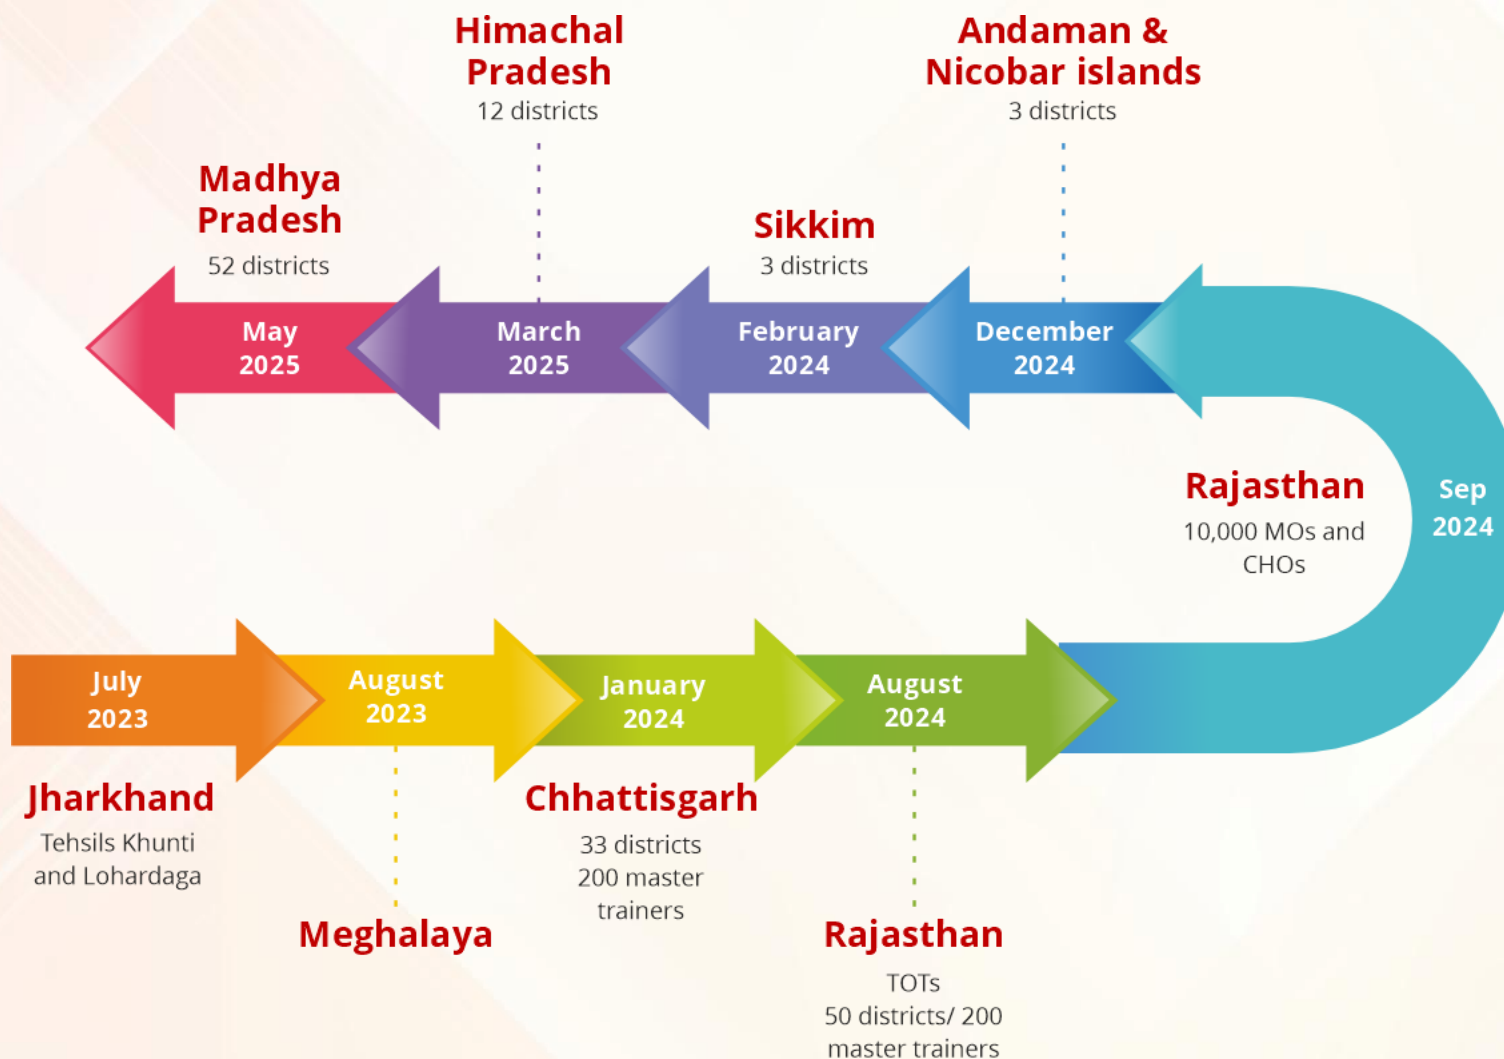 Himachal
Pradesh
12 districts
Andaman &
Nicobar islands
3 districts
Madhya
Pradesh
52 districts
Sikkim
3 districts
May
2025
March
2025
February
2024
December
2024
Rajasthan
10,000 MOs and
CHOs
Sep
2024
July
2023
August
2023
January
2024
August
2024
Jharkhand
Tehsils Khunti
and Lohardaga
Meghalaya
Chhattisgarh
33 districts
200 master
trainers
Rajasthan
TOTs
50 districts/ 200
master trainers